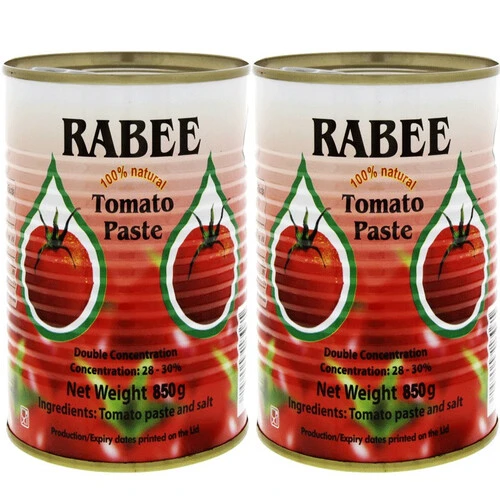 RABEE
100% natural
Tomato
Paste
Double Concentration
Concentration: 28 - 30%
Net Weight 850g
Ingredients: Tomato paste and salt
Production/Expiry dates printed on the Lid
RABEE
100% natural
Tomato
Paste
Double Concentration
Concentration: 28 - 30%
Net Weight 850g
Ingredients: Tomato paste and salt
Production/Expiry dates printed on the Lid